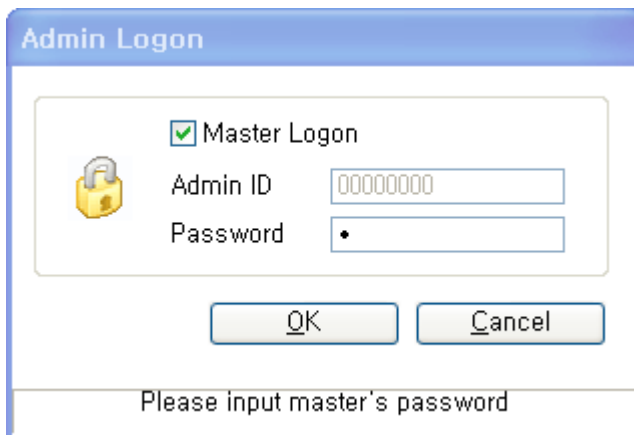 Admin Logon
Master Logon
Admin ID 00000000
Password •
OK Cancel
Please input master's password